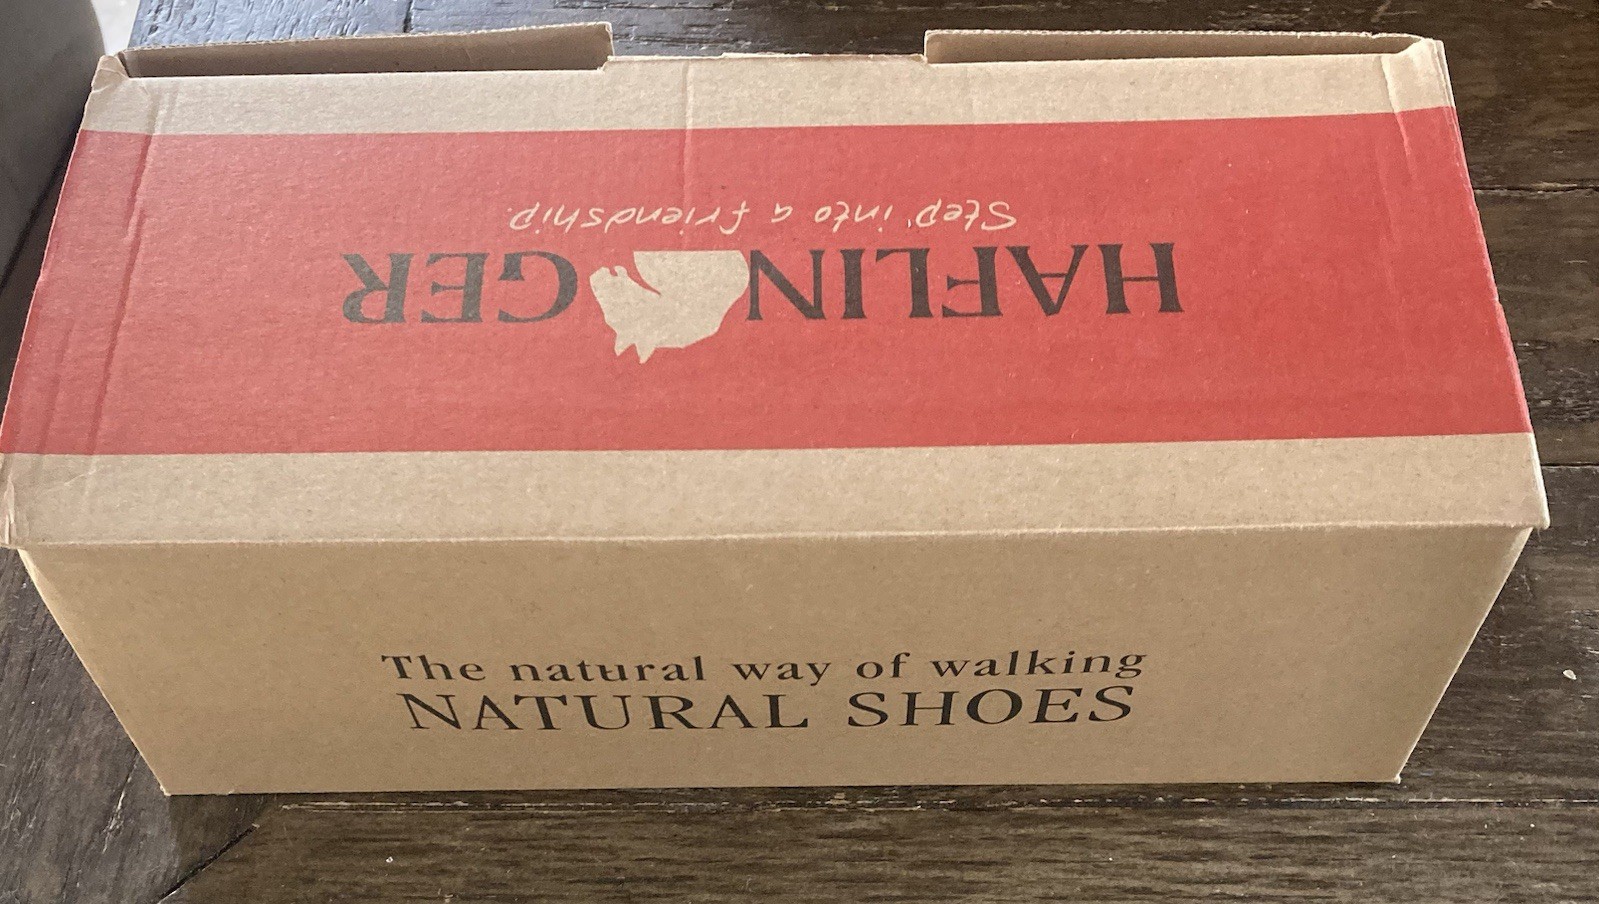 Step into a friendship.
HAFLINGER
The natural way of walking
NATURAL SHOES